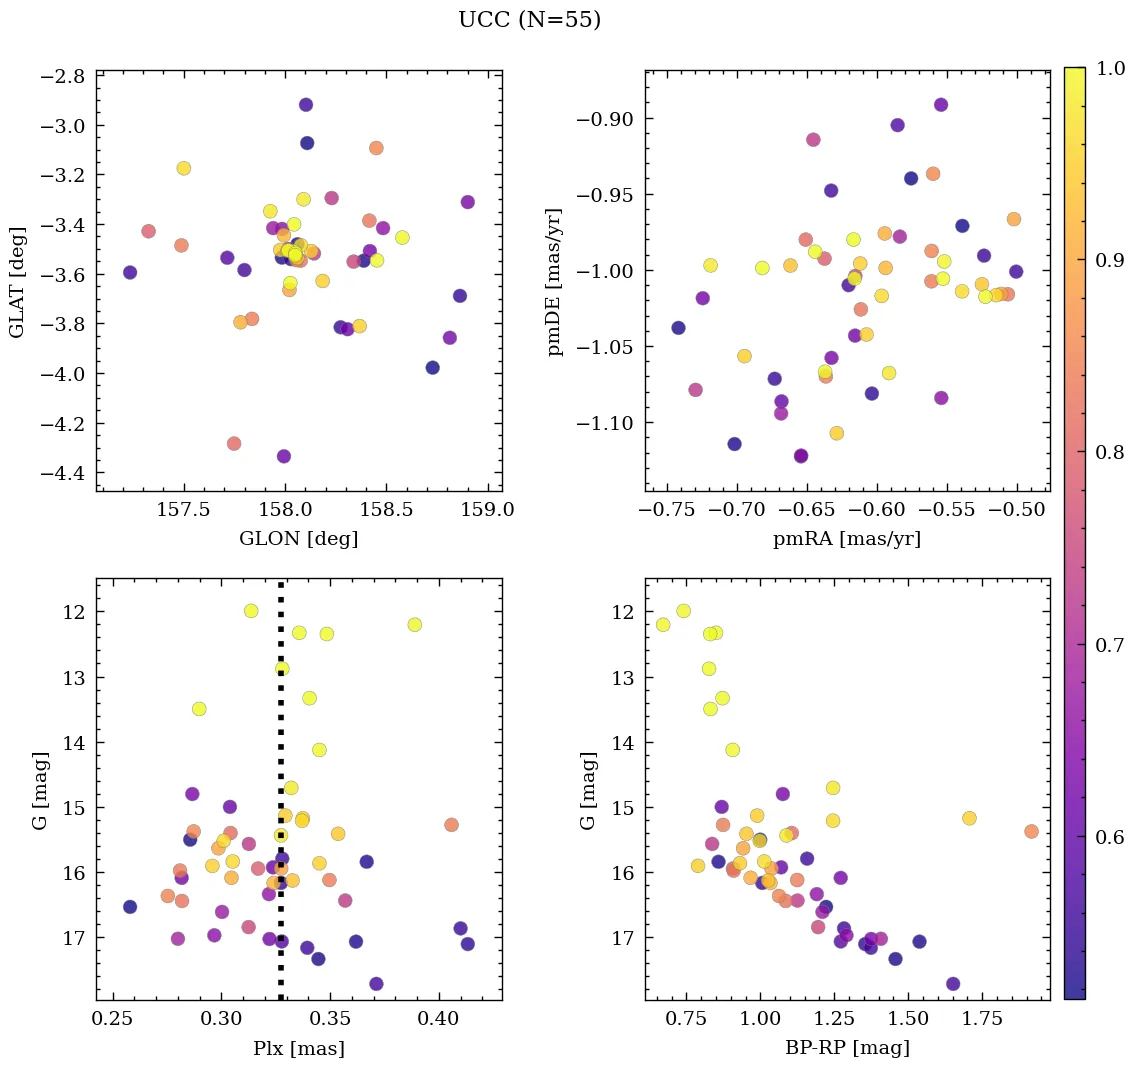 UCC (N=55)
−2.8
−3.0
−3.2
−3.4
−3.6
−3.8
−4.0
−4.2
−4.4
GLAT [deg]
157.5 158.0 158.5 159.0
GLON [deg]
−0.90
−0.95
−1.00
−1.05
−1.10
pmDE [mas/yr]
−0.75 −0.70 −0.65 −0.60 −0.55 −0.50
pmRA [mas/yr]
12
13
14
15
16
17
G [mag]
0.25 0.30 0.35 0.40
Plx [mas]
12
13
14
15
16
17
G [mag]
0.75 1.00 1.25 1.50 1.75
BP-RP [mag]
1.0
0.9
0.8
0.7
0.6